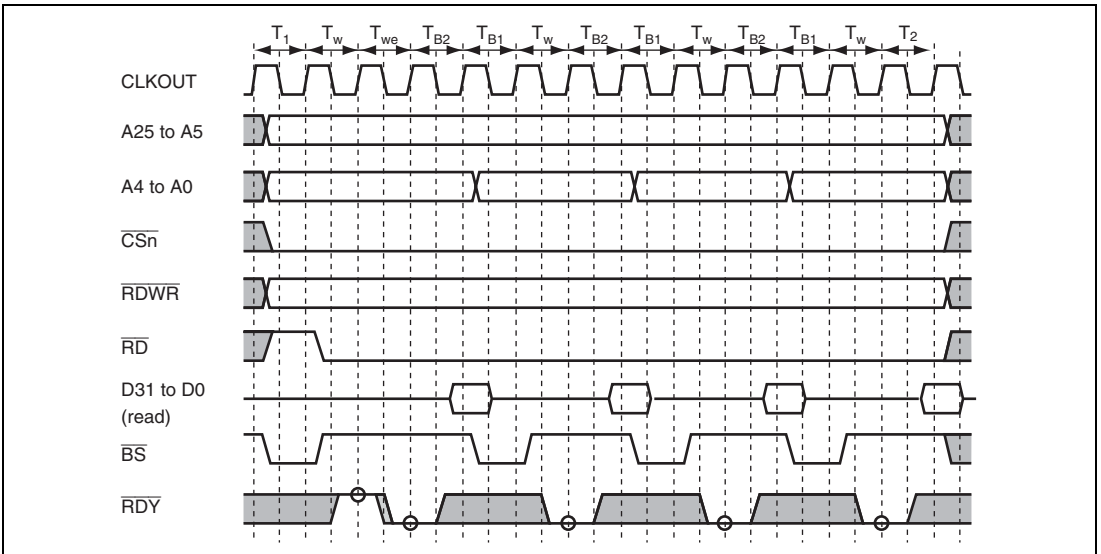 T1 Tw Twe TB2 TB1 Tw TB2 TB1 Tw TB2 TB1 Tw T2
CLKOUT
A25 to A5
A4 to A0
CSn
RDWR
RD
D31 to D0
(read)
BS
RDY